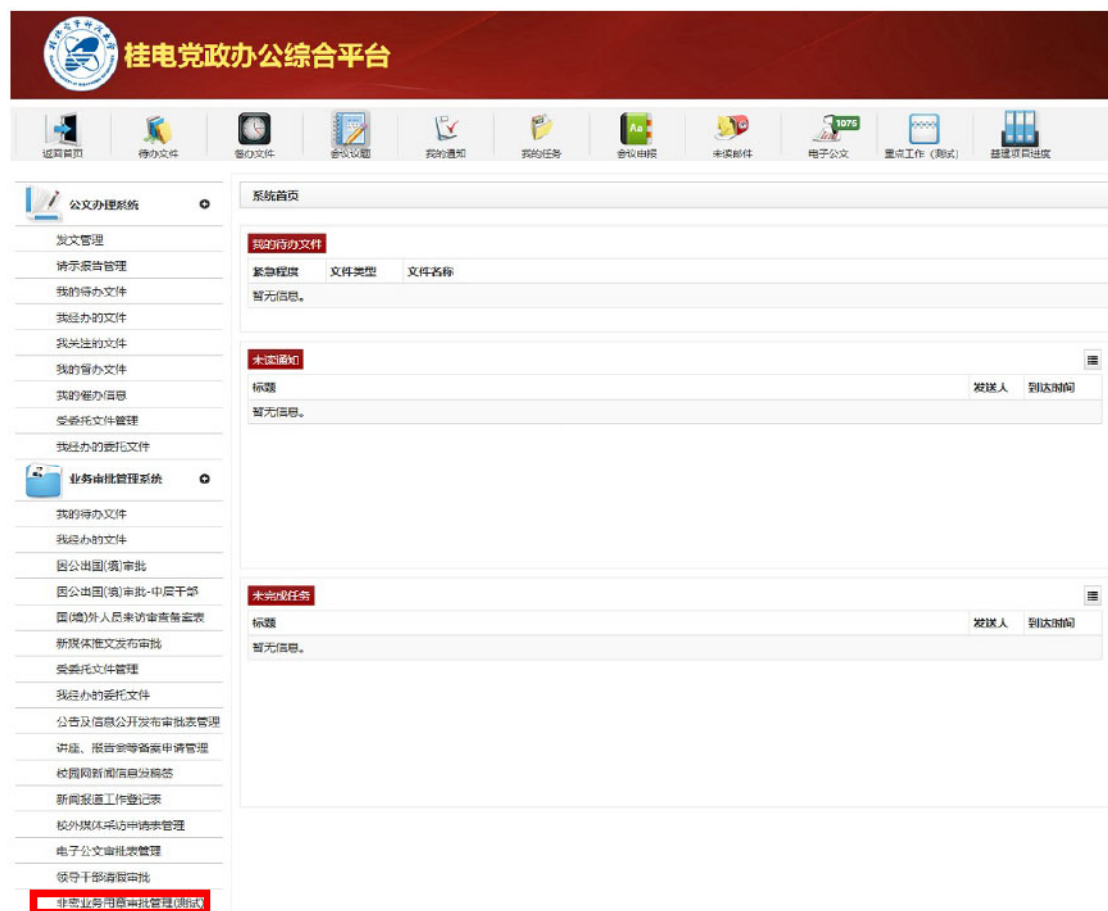 桂电党政办公综合平台
返回首页 待办文件 督办文件 会议议题 我的通知 我的任务 会议申报 未读邮件 1075 电子公文 重点工作（测试） 基建项目进度
公文办理系统
发文管理
请示报告管理
我的待办文件
我经办的文件
我关注的文件
我的督办文件
我的催办信息
受委托文件管理
我经办的委托文件
业务审批管理系统
我的待办文件
我经办的文件
因公出国(境)审批
因公出国(境)审批-中层干部
国(境)外人员来访审查备案表
新媒体推文发布审批
受委托文件管理
我经办的委托文件
公告及信息公开发布审批表管理
讲座、报告会等备案申请管理
校园网新闻信息发稿签
新闻报道工作登记表
校外媒体采访申请表管理
电子公文审批表管理
领导干部请假审批
非密业务用章审批管理(测试)
系统首页
我的待办文件
紧急程度 文件类型 文件名称
暂无信息。
未读通知
标题 发送人 到达时间
暂无信息。
未完成任务
标题 发送人 到达时间
暂无信息。